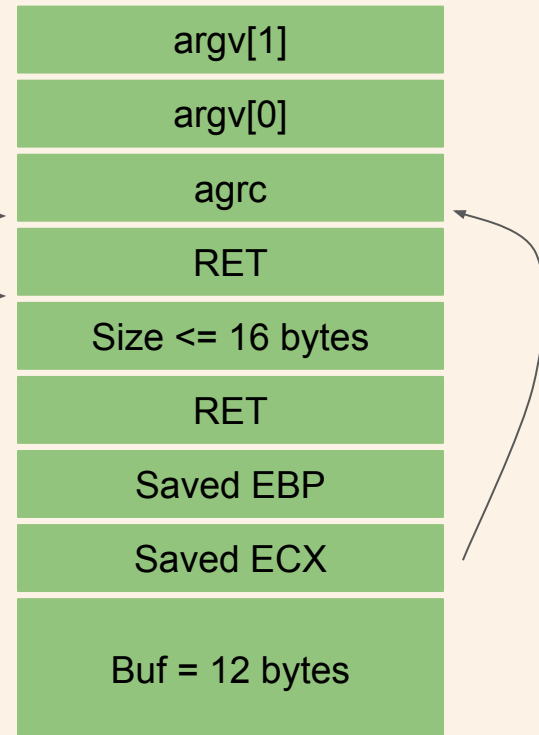 argv[1]
argv[0]
agrc
RET
Size <= 16 bytes
RET
Saved EBP
Saved ECX
Buf = 12 bytes